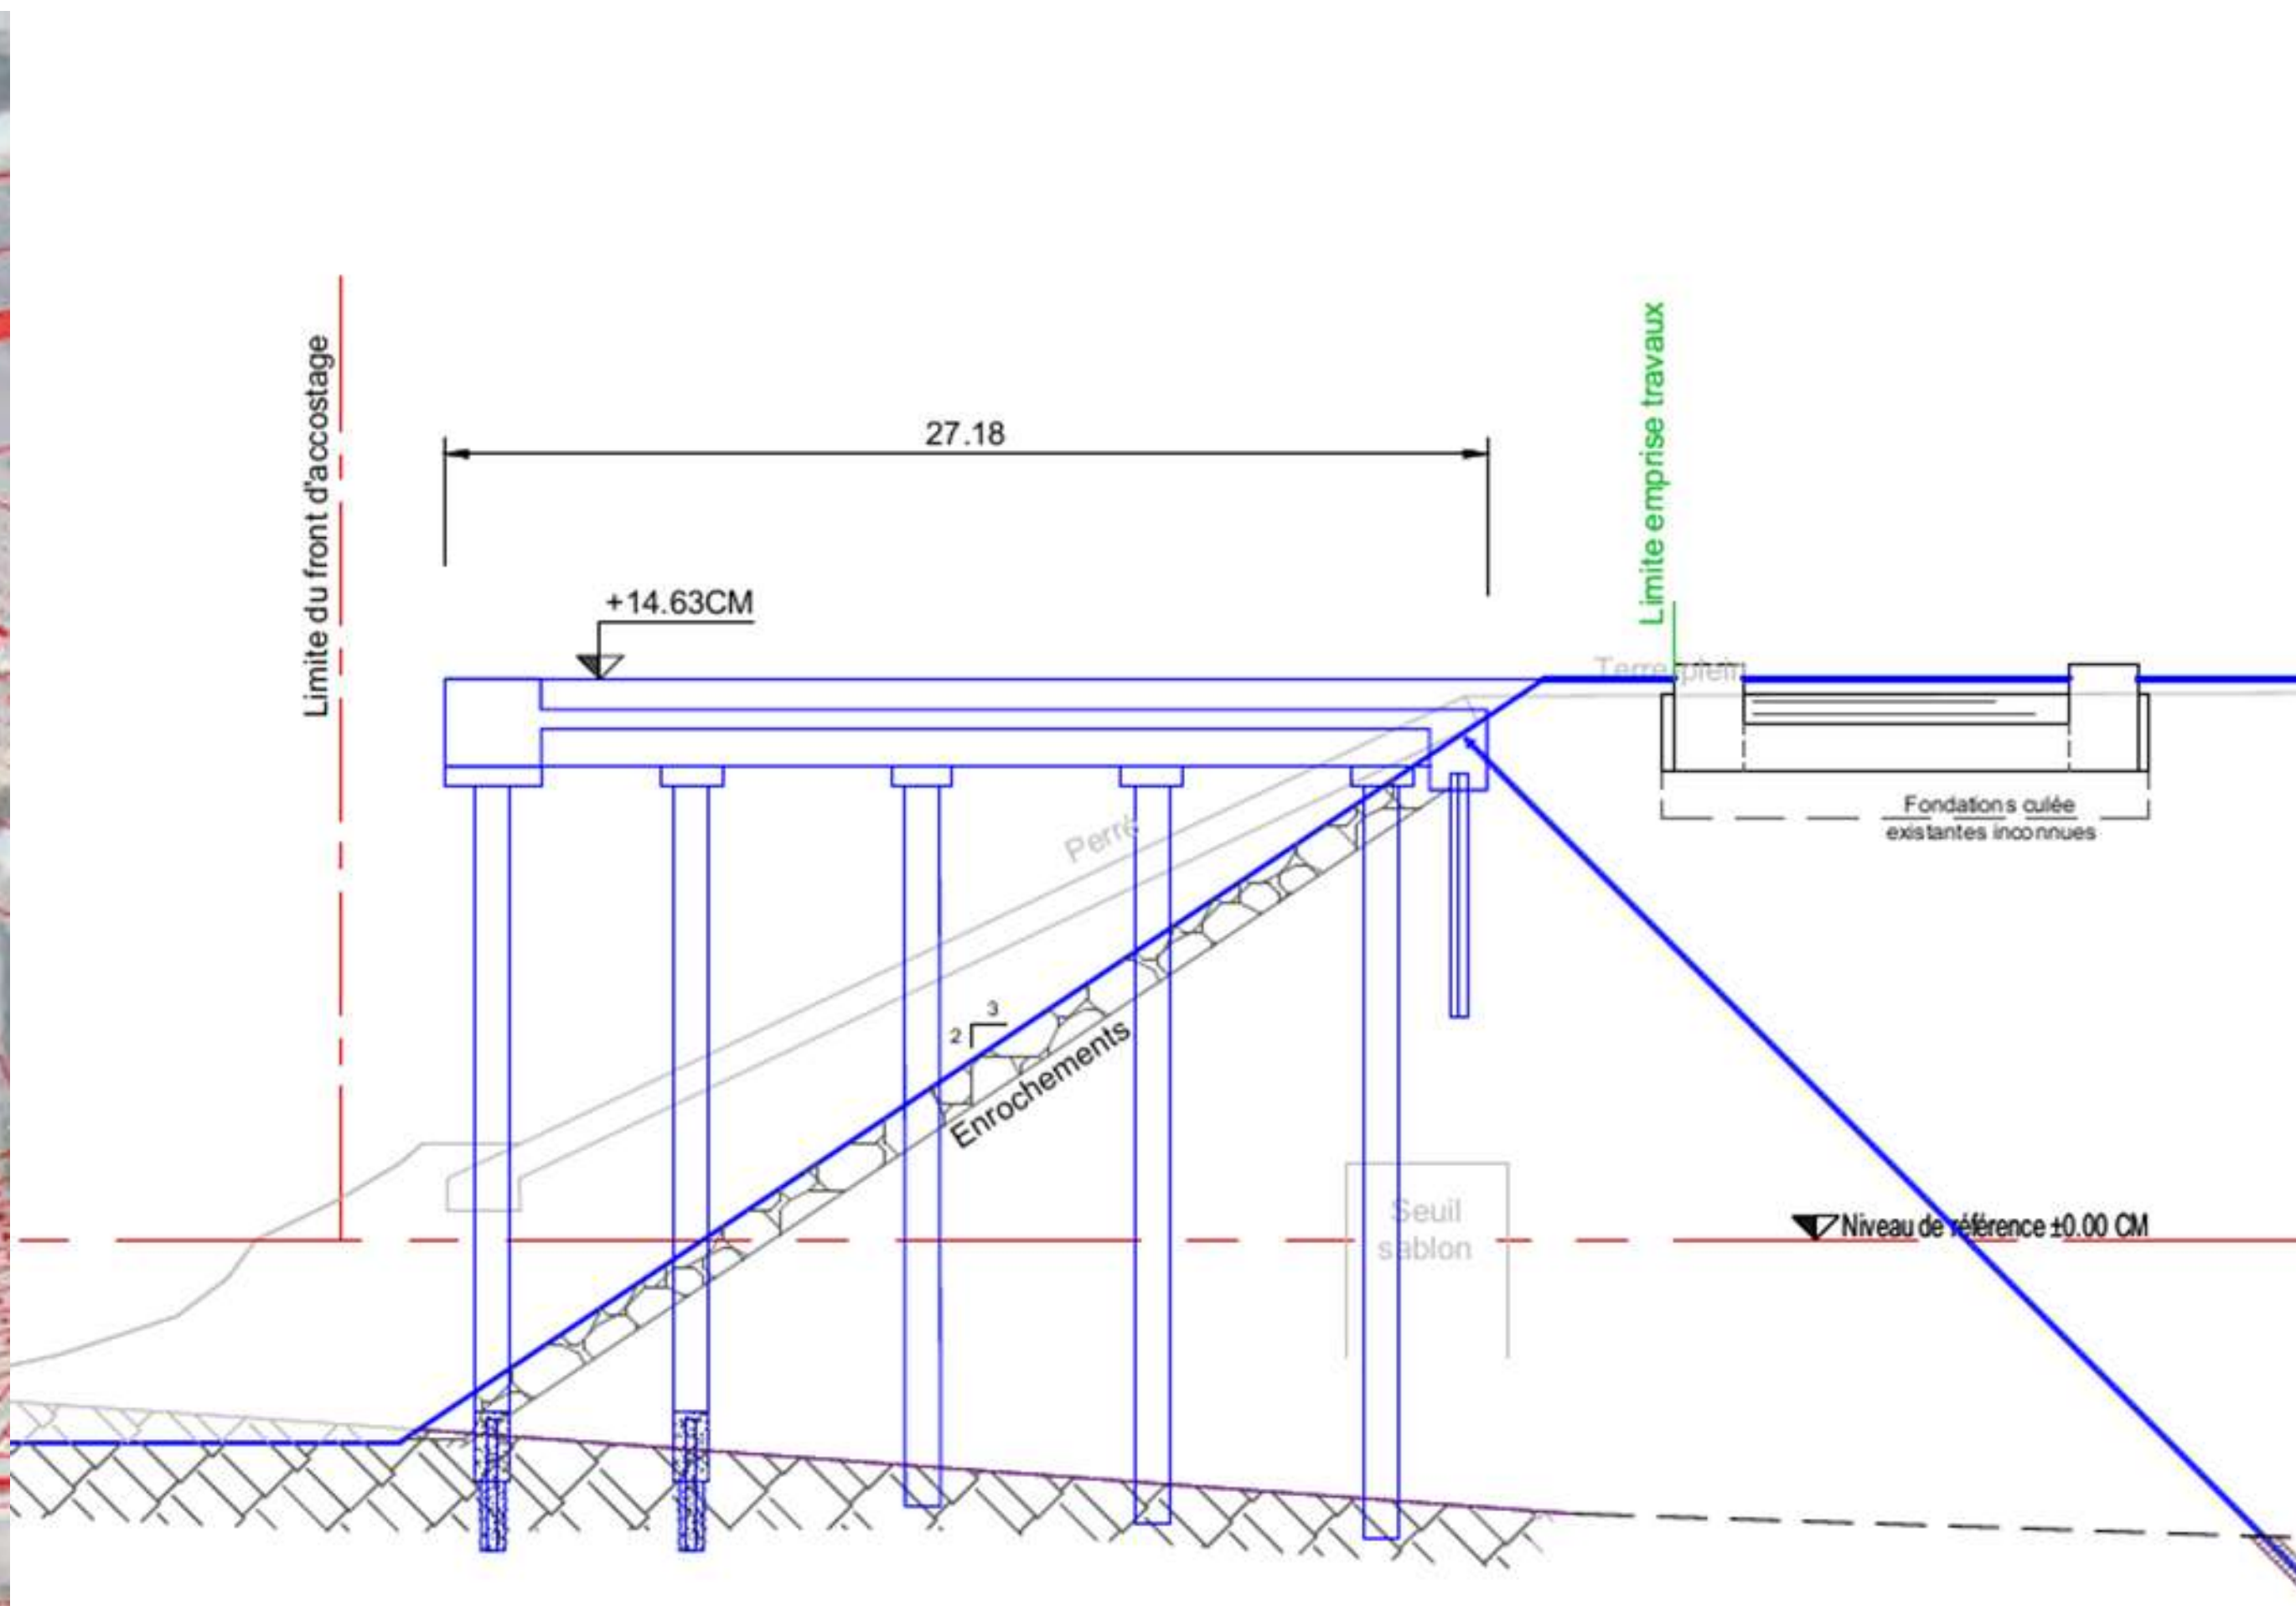 Limite du front d'accostage
27.18
+14.63CM
Limite emprise travaux
Terre plein
Fondations culée
existantes inconnues
Perré
3
2
Enrochements
Seuil
sablon
Niveau de référence ±0.00 CM